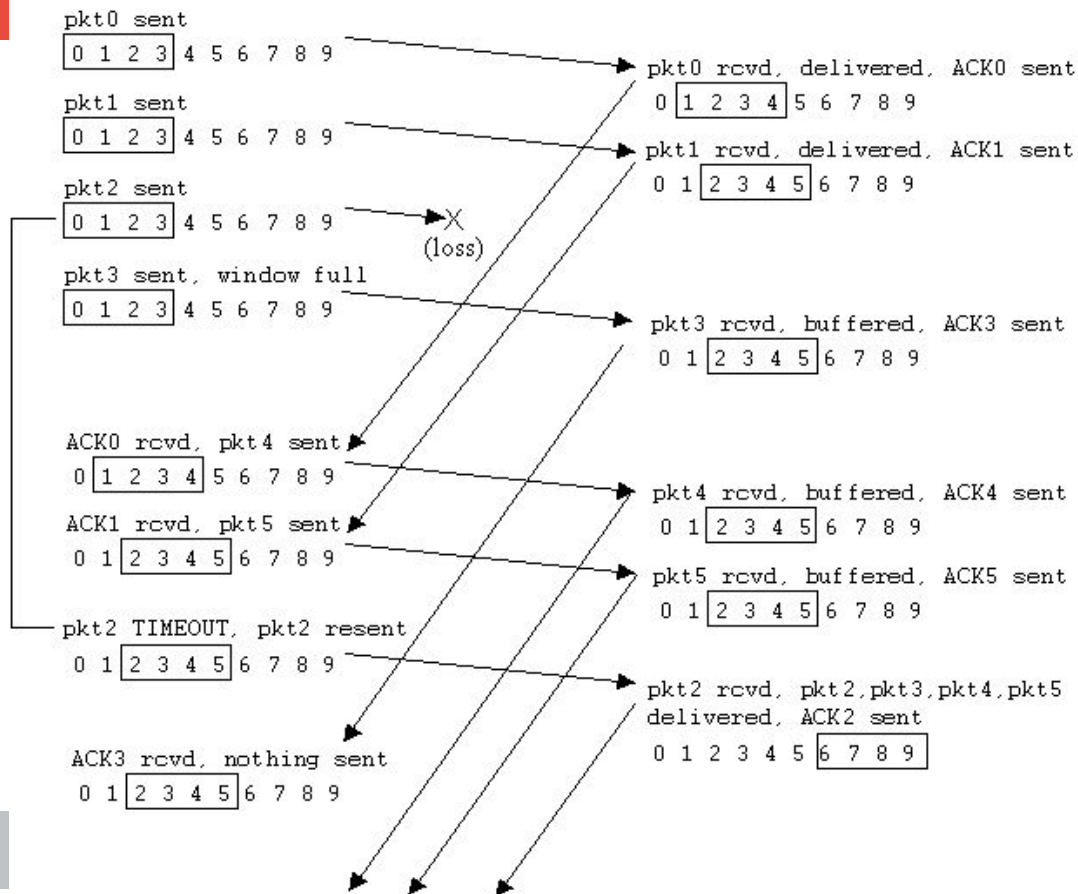 pkt0 sent
0 1 2 3 4 5 6 7 8 9
pkt1 sent
0 1 2 3 4 5 6 7 8 9
pkt2 sent
0 1 2 3 4 5 6 7 8 9
X
(loss)
pkt3 sent, window full
0 1 2 3 4 5 6 7 8 9
ACK0 rcvd, pkt4 sent
0 1 2 3 4 5 6 7 8 9
ACK1 rcvd, pkt5 sent
0 1 2 3 4 5 6 7 8 9
pkt2 TIMEOUT, pkt2 resent
0 1 2 3 4 5 6 7 8 9
ACK3 rcvd, nothing sent
0 1 2 3 4 5 6 7 8 9
pkt0 rcvd, delivered, ACK0 sent
0 1 2 3 4 5 6 7 8 9
pkt1 rcvd, delivered, ACK1 sent
0 1 2 3 4 5 6 7 8 9
pkt3 rcvd, buffered, ACK3 sent
0 1 2 3 4 5 6 7 8 9
pkt4 rcvd, buffered, ACK4 sent
0 1 2 3 4 5 6 7 8 9
pkt5 rcvd, buffered, ACK5 sent
0 1 2 3 4 5 6 7 8 9
pkt2 rcvd, pkt2,pkt3,pkt4,pkt5
delivered, ACK2 sent
0 1 2 3 4 5 6 7 8 9